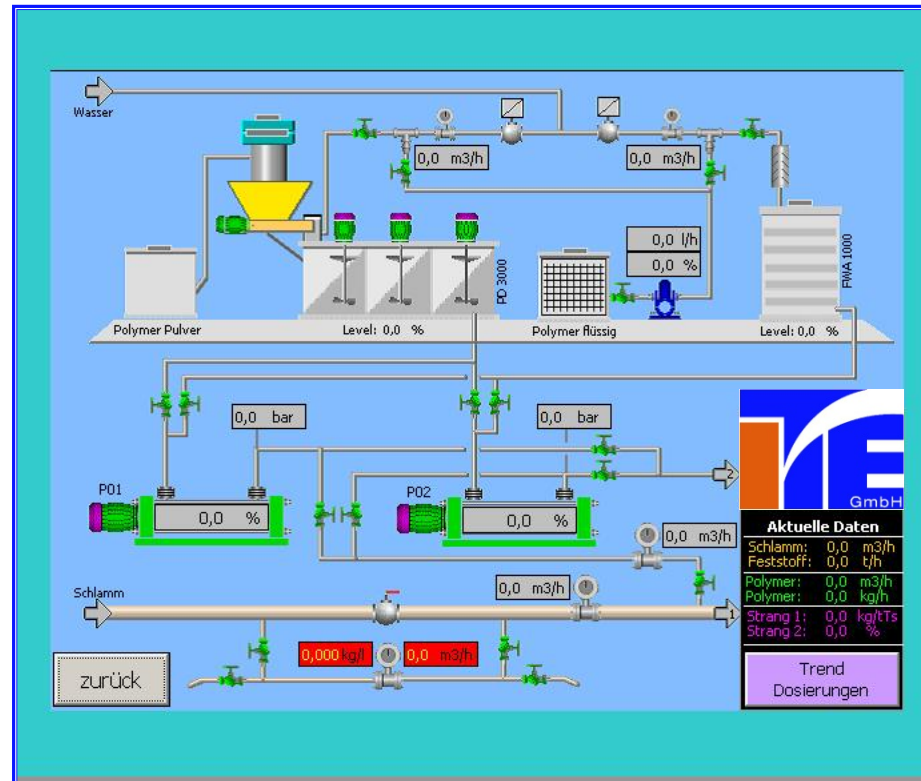 Wasser
0,0 m3/h
0,0 m3/h
0,0 l/h
0,0 %
PD 3000
FWA 1000
Polymer Pulver
Level: 0,0 %
Polymer flüssig
Level: 0,0 %
0,0 bar
0,0 bar
2
P01
0,0 %
P02
0,0 %
GmbH
0,0 m3/h
Aktuelle Daten
Schlamm: 0,0 m3/h
Feststoff: 0,0 t/h
Polymer: 0,0 m3/h
Polymer: 0,0 kg/h
Strang 1: 0,0 kg/tTs
Strang 2: 0,0 %
Schlamm
0,0 m3/h
1
0,000 kg/l
0,0 m3/h
zurück
Trend
Dosierungen